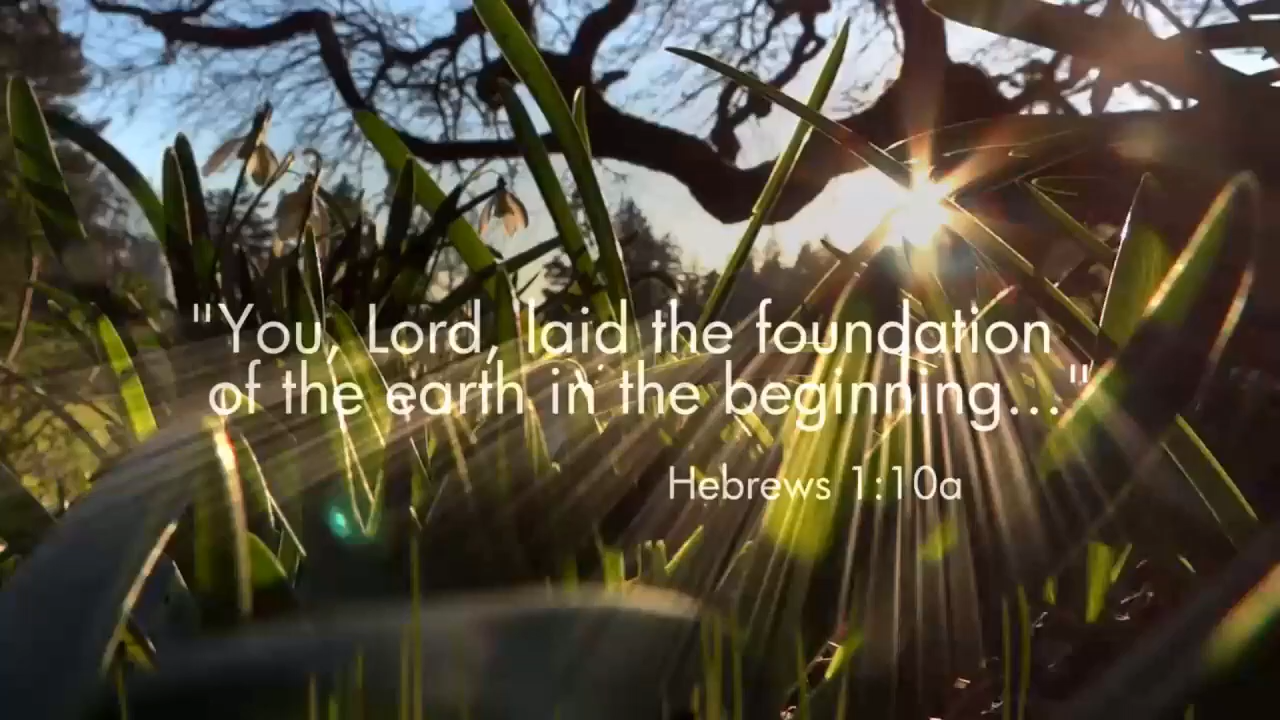 "You, Lord, laid the foundation
of the earth in the beginning..."
Hebrews 1:10a